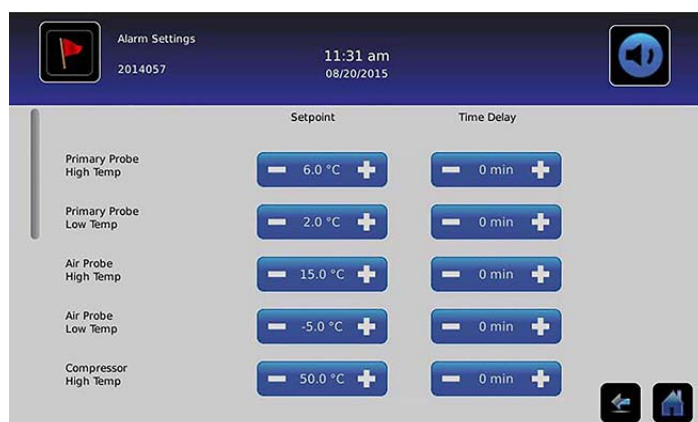 Alarm Settings
2014057
11:31 am
08/20/2015
Setpoint
Time Delay
Primary Probe
High Temp
6.0 °C
0 min
Primary Probe
Low Temp
2.0 °C
0 min
Air Probe
High Temp
15.0 °C
0 min
Air Probe
Low Temp
-5.0 °C
0 min
Compressor
High Temp
50.0 °C
0 min